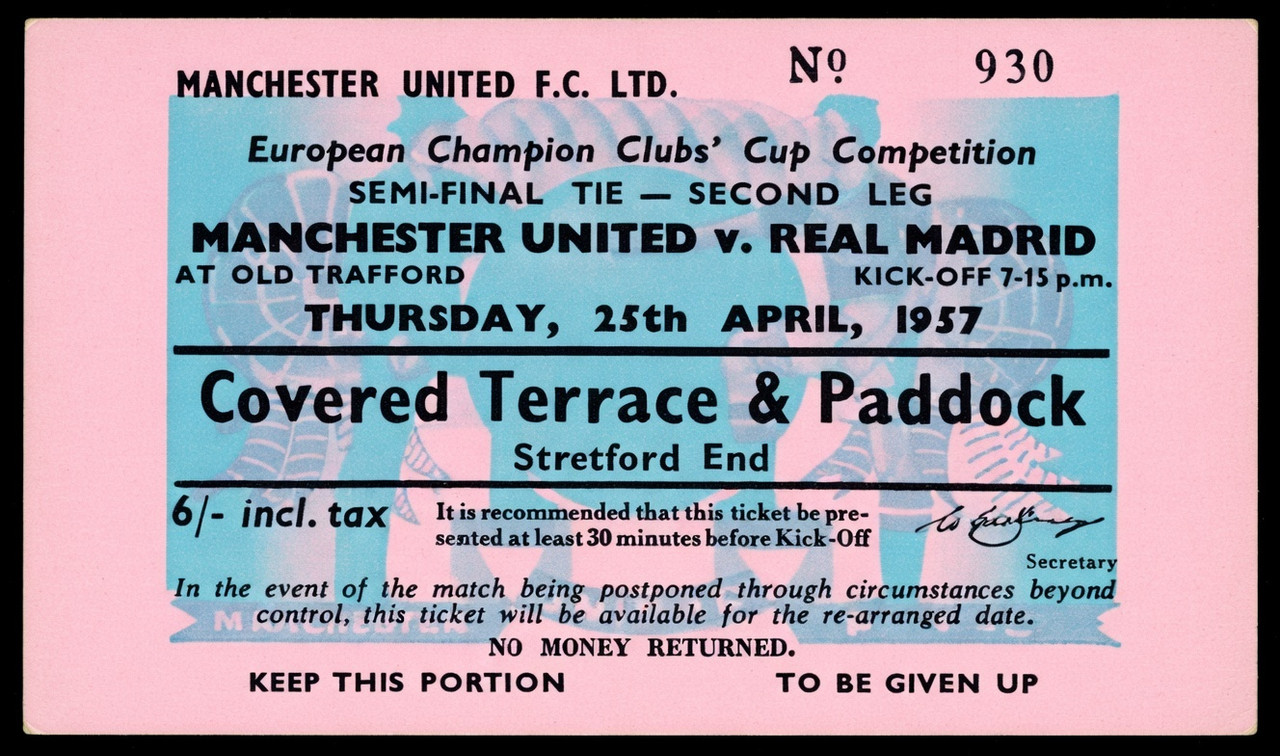 Nº 930
MANCHESTER UNITED F.C. LTD.
European Champion Clubs' Cup Competition
SEMI-FINAL TIE — SECOND LEG
MANCHESTER UNITED v. REAL MADRID
AT OLD TRAFFORD KICK-OFF 7-15 p.m.
THURSDAY, 25th APRIL, 1957
Covered Terrace & Paddock
Stretford End
6/- incl. tax
It is recommended that this ticket be pre-
sented at least 30 minutes before Kick-Off
Secretary
In the event of the match being postponed through circumstances beyond
control, this ticket will be available for the re-arranged date.
MANCHESTER
NO MONEY RETURNED.
KEEP THIS PORTION TO BE GIVEN UP